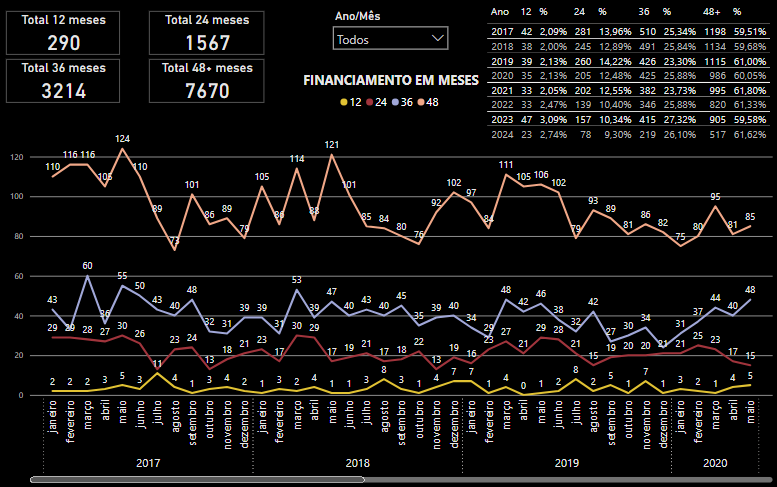 Total 12 meses
290
Total 24 meses
1567
Total 36 meses
3214
Total 48+ meses
7670
Ano/Mês
Todos
Ano 12 % 24 % 36 % 48+ %
2017 42 2,09% 281 13,96% 510 25,34% 1198 59,51%
2018 38 2,00% 245 12,89% 491 25,84% 1134 59,68%
2019 39 2,13% 260 14,22% 426 23,30% 1115 61,00%
2020 35 2,13% 205 12,48% 425 25,88% 986 60,05%
2021 33 2,05% 202 12,55% 382 23,73% 995 61,80%
2022 33 2,47% 139 10,40% 346 25,88% 820 61,33%
2023 47 3,09% 157 10,34% 415 27,32% 905 59,58%
2024 23 2,74% 78 9,30% 219 26,10% 517 61,62%
FINANCIAMENTO EM MESES
12 24 36 48
120
100
80
60
40
20
0
110 116 116 105 124 110 89 73 101 86 89 79 105 86 114 88 121 101 85 84 80 76 92 102 97 84 111 105 106 102 79 93 89 81 86 82 75 80 95 81 85
43 33 60 36 55 50 43 40 48 32 31 39 39 31 53 39 47 40 43 40 45 35 39 40 34 29 48 42 46 38 32 42 27 30 34 31 37 44 40 48
29 29 28 27 30 26 11 23 24 13 18 21 23 17 30 29 17 19 21 17 18 22 13 19 16 23 27 21 29 28 21 15 19 20 20 21 21 25 23 17 15
2 2 2 3 5 3 11 4 1 3 4 2 1 3 2 4 1 1 3 8 3 1 4 7 7 1 4 0 1 2 8 2 5 1 7 1 3 2 1 4 5
janeiro fevereiro março abril maio junho julho agosto setembro outubro novembro dezembro janeiro fevereiro março abril maio junho julho agosto setembro outubro novembro dezembro janeiro fevereiro março abril maio junho julho agosto setembro outubro novembro dezembro janeiro fevereiro março abril maio
2017 2018 2019 2020